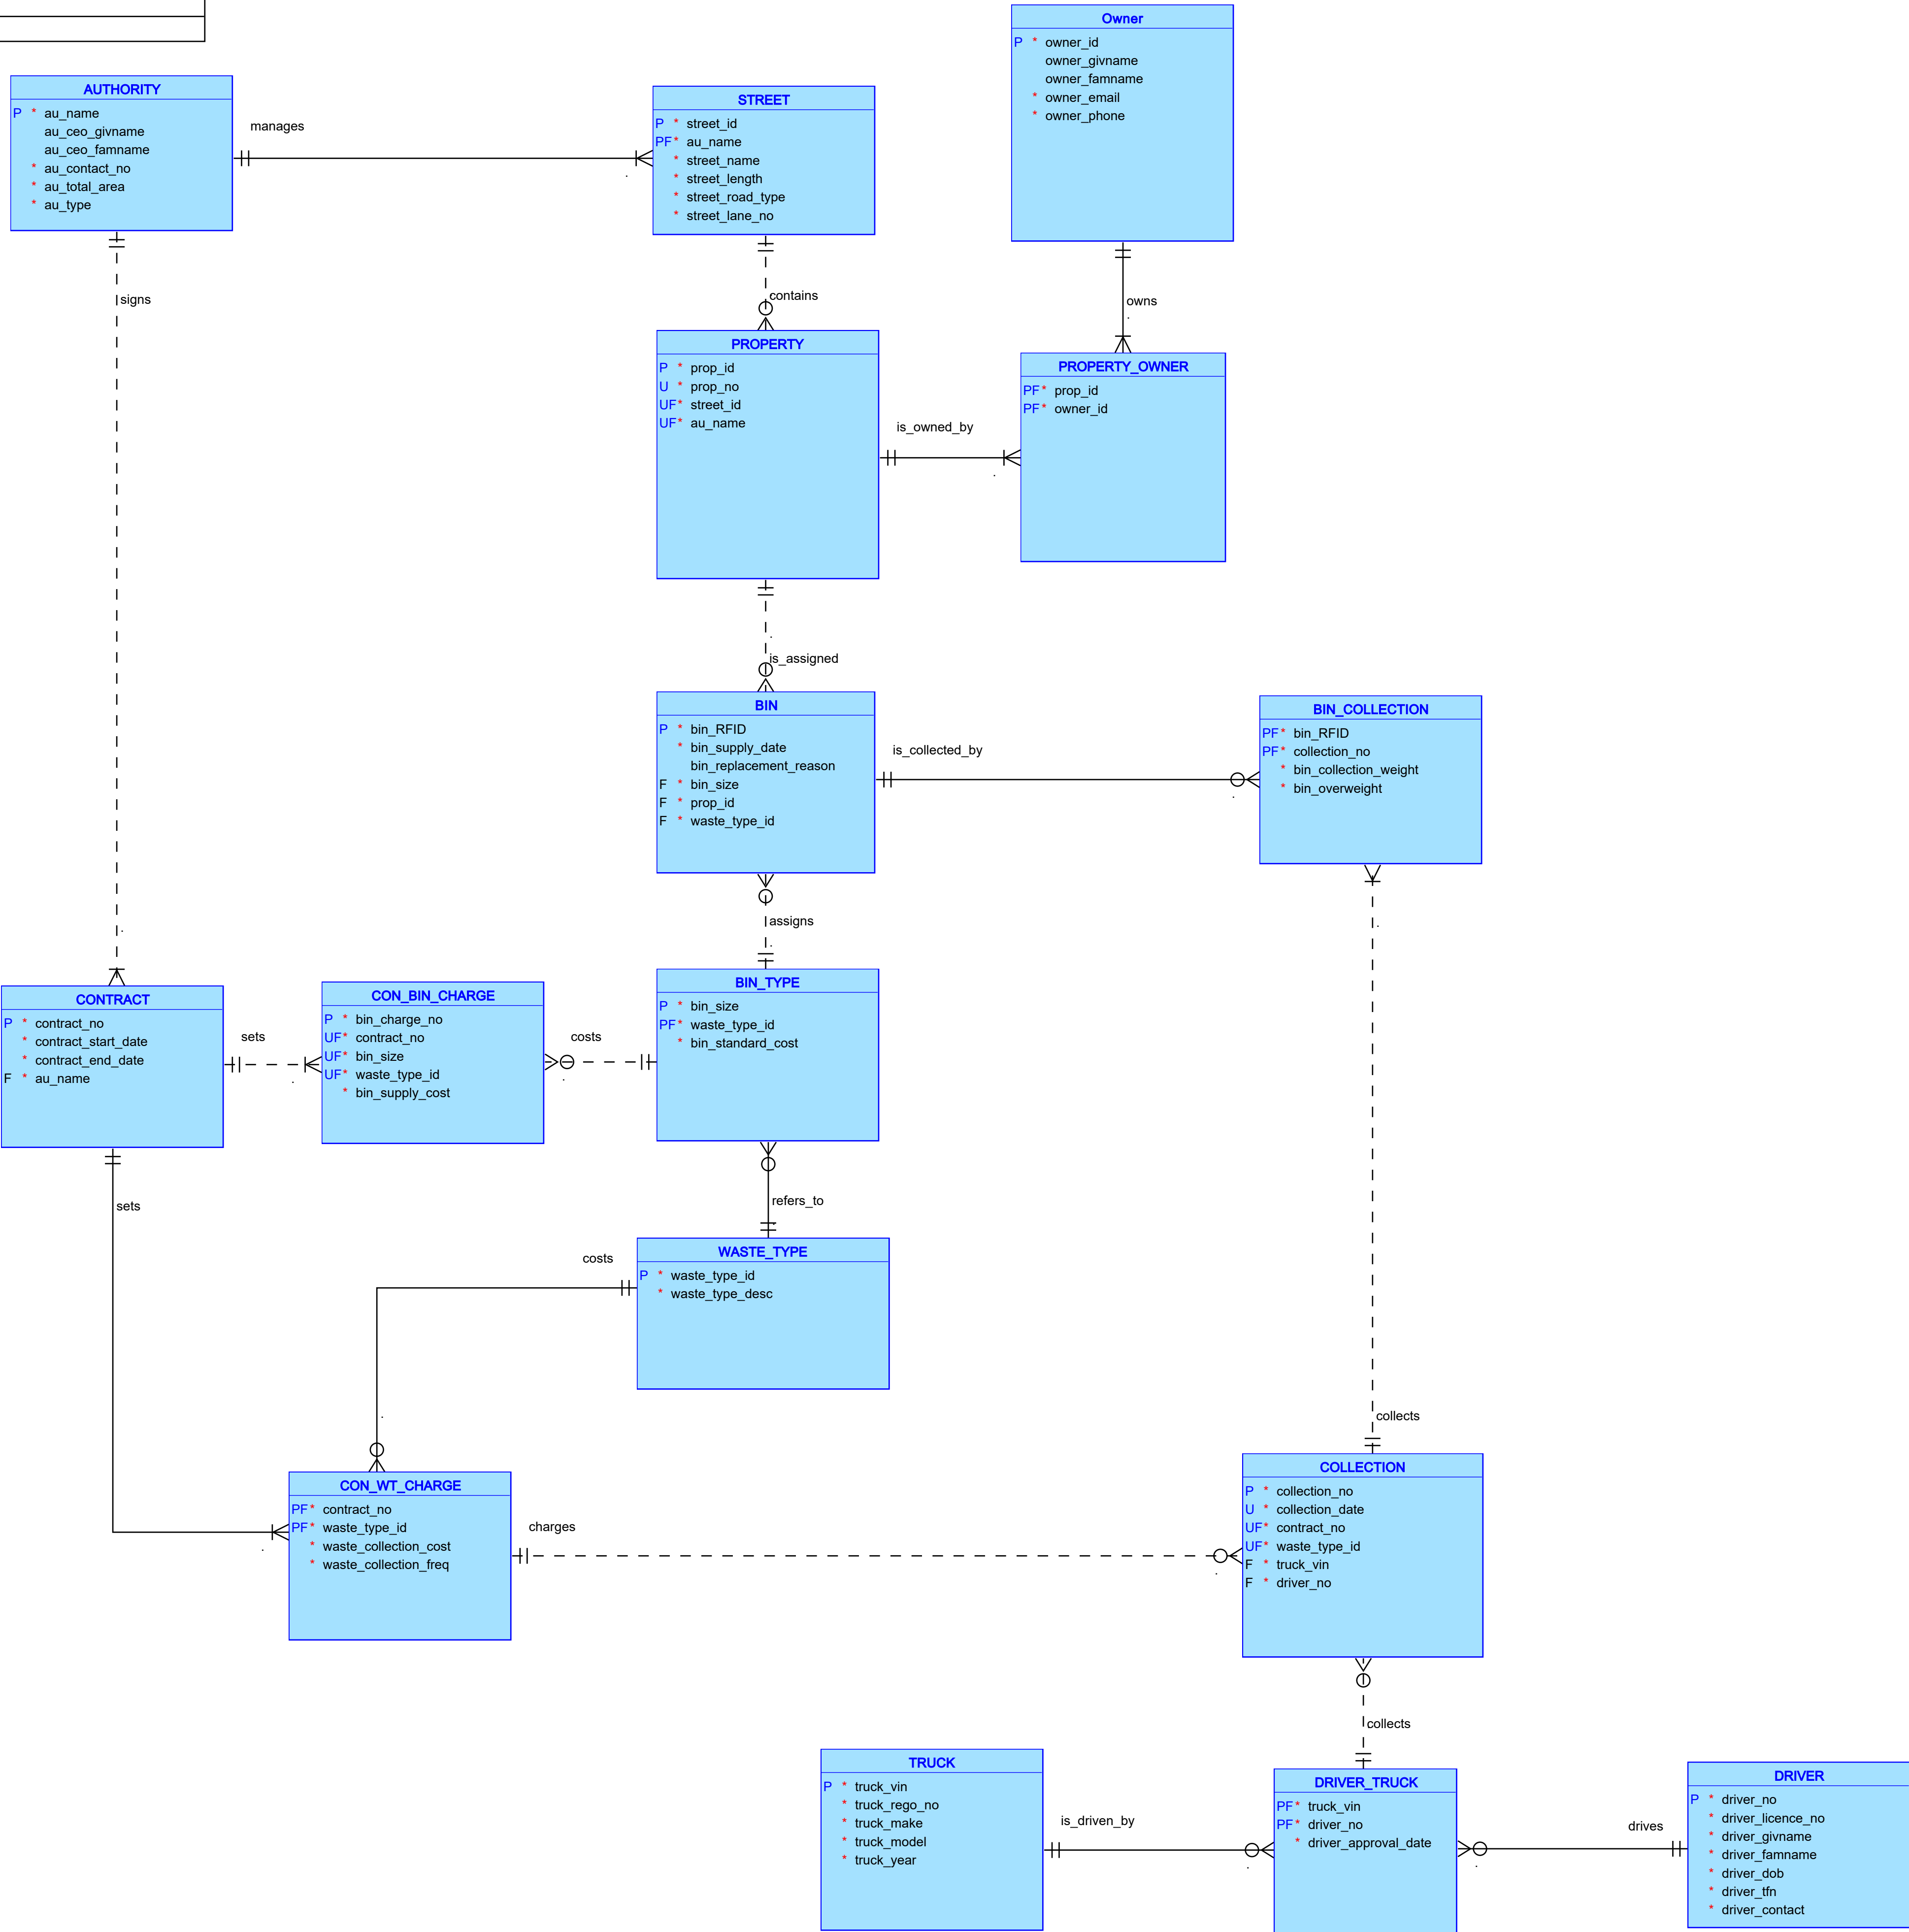 Owner
P * owner_id
owner_givname
owner_famname
* owner_email
* owner_phone
AUTHORITY
P * au_name
au_ceo_givname
au_ceo_famname
* au_contact_no
* au_total_area
* au_type
manages
STREET
P * street_id
PF* au_name
* street_name
* street_length
* street_road_type
* street_lane_no
signs
contains
owns
PROPERTY
P * prop_id
U * prop_no
UF* street_id
UF* au_name
is_owned_by
PROPERTY_OWNER
PF* prop_id
PF* owner_id
is_assigned
BIN
P * bin_RFID
* bin_supply_date
bin_replacement_reason
F * bin_size
F * prop_id
F * waste_type_id
is_collected_by
BIN_COLLECTION
PF* bin_RFID
PF* collection_no
* bin_collection_weight
* bin_overweight
assigns
CONTRACT
P * contract_no
* contract_start_date
* contract_end_date
F * au_name
sets
CON_BIN_CHARGE
P * bin_charge_no
UF* contract_no
UF* bin_size
UF* waste_type_id
* bin_supply_cost
costs
BIN_TYPE
P * bin_size
PF* waste_type_id
* bin_standard_cost
sets
refers_to
costs
WASTE_TYPE
P * waste_type_id
* waste_type_desc
collects
CON_WT_CHARGE
PF* contract_no
PF* waste_type_id
* waste_collection_cost
* waste_collection_freq
charges
COLLECTION
P * collection_no
U * collection_date
UF* contract_no
UF* waste_type_id
F * truck_vin
F * driver_no
collects
TRUCK
P * truck_vin
* truck_rego_no
* truck_make
* truck_model
* truck_year
is_driven_by
DRIVER_TRUCK
PF* truck_vin
PF* driver_no
* driver_approval_date
drives
DRIVER
P * driver_no
* driver_licence_no
* driver_givname
* driver_famname
* driver_dob
* driver_tfn
* driver_contact